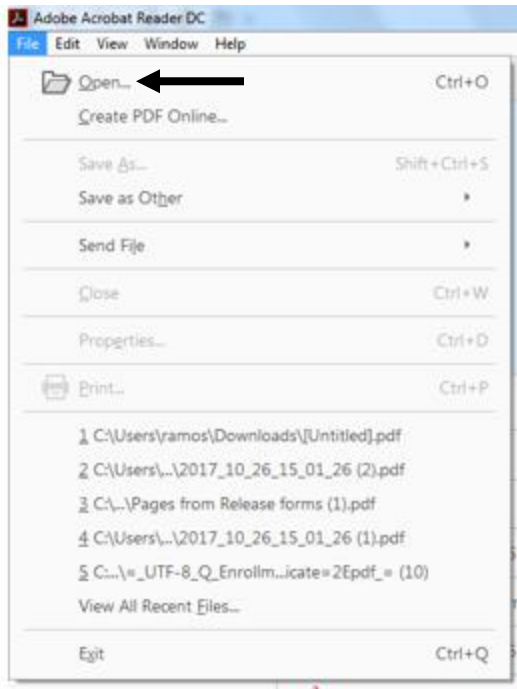 Adobe Acrobat Reader DC
File Edit View Window Help
Open... Ctrl+O
Create PDF Online...
Save As... Shift+Ctrl+S
Save as Other
Send File
Close Ctrl+W
Properties... Ctrl+D
Print... Ctrl+P
1 C:\Users\ramos\Downloads\[Untitled].pdf
2 C:\Users\...\2017_10_26_15_01_26 (2).pdf
3 C:\...\Pages from Release forms (1).pdf
4 C:\Users\...\2017_10_26_15_01_26 (1).pdf
5 C:...\=_UTF-8_Q_Enrollm...icate=2Epdf_= (10)
View All Recent Files...
Exit Ctrl+Q